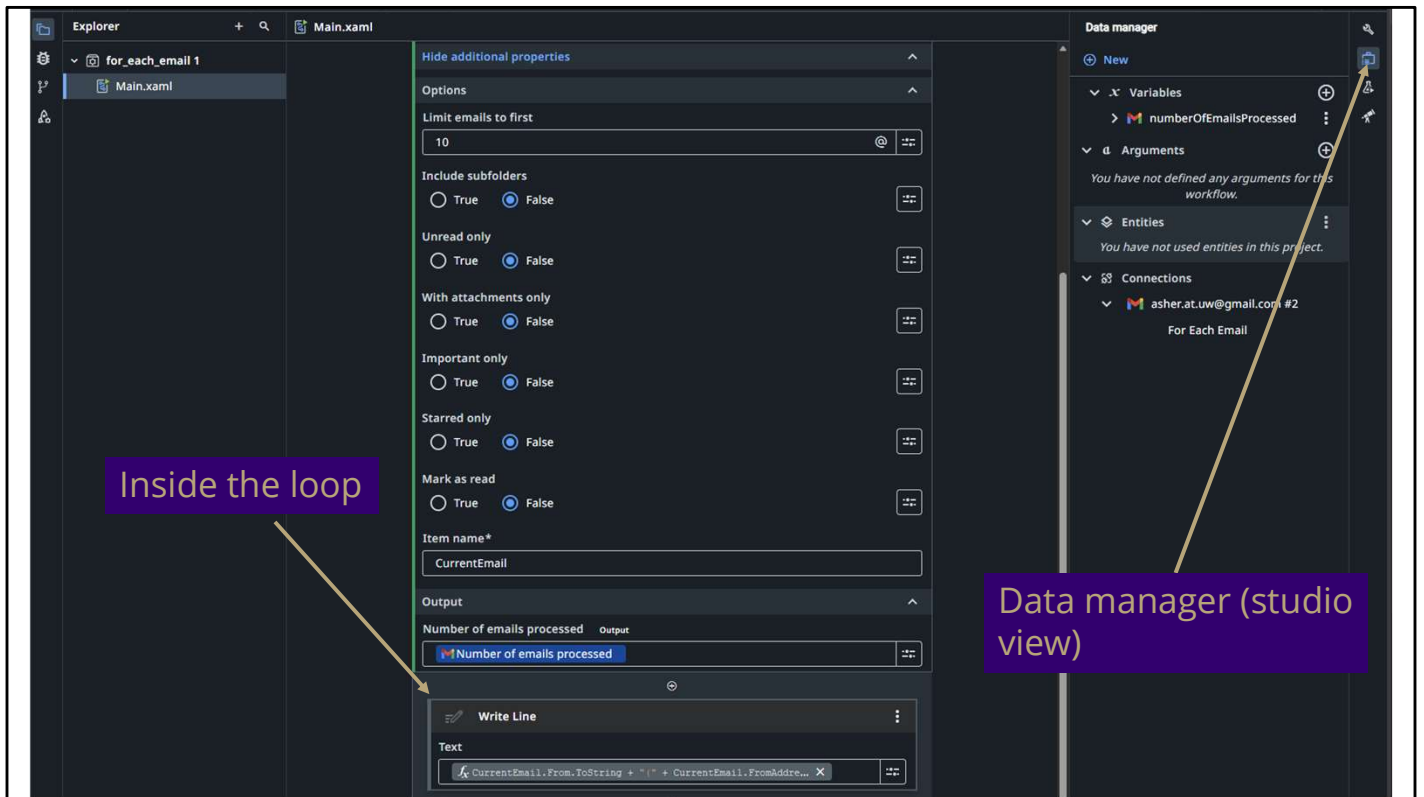 Explorer
Main.xaml
Data manager
for_each_email 1
Main.xaml
Hide additional properties
Options
Limit emails to first
10
Include subfolders
True False
Unread only
True False
With attachments only
True False
Important only
True False
Starred only
True False
Mark as read
True False
Item name*
CurrentEmail
Output
Number of emails processed Output
Number of emails processed
Write Line
Text
fx CurrentEmail.From.ToString + "(" + CurrentEmail.FromAddre...
New
x Variables
numberOfEmailsProcessed
a Arguments
You have not defined any arguments for this
workflow.
Entities
You have not used entities in this project.
Connections
asher.at.uw@gmail.com #2
For Each Email
Inside the loop
Data manager (studio
view)